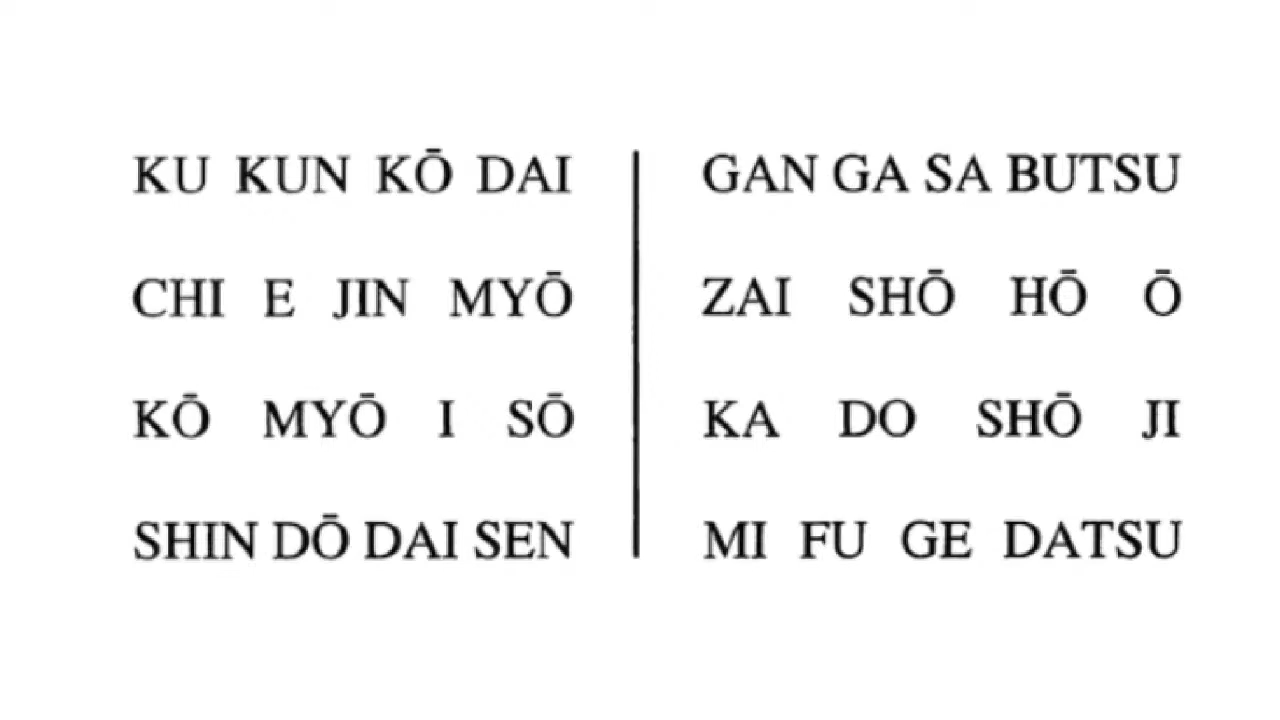 KU KUN KŌ DAI
CHI E JIN MYŌ
KŌ MYŌ I SŌ
SHIN DŌ DAI SEN
GAN GA SA BUTSU
ZAI SHŌ HŌ Ō
KA DO SHŌ JI
MI FU GE DATSU